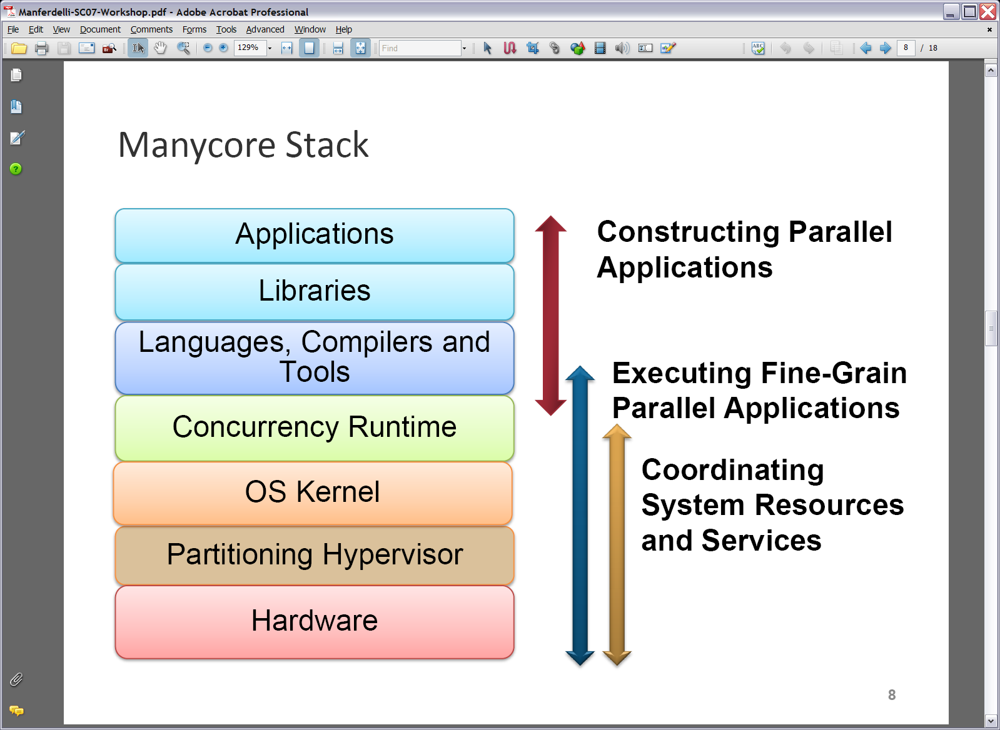 Manferdelli-SC07-Workshop.pdf - Adobe Acrobat Professional
File Edit View Document Comments Forms Tools Advanced Window Help
129% Find 8 / 18
Manycore Stack
Applications
Libraries
Languages, Compilers and
Tools
Concurrency Runtime
OS Kernel
Partitioning Hypervisor
Hardware
Constructing Parallel
Applications
Executing Fine-Grain
Parallel Applications
Coordinating
System Resources
and Services
8